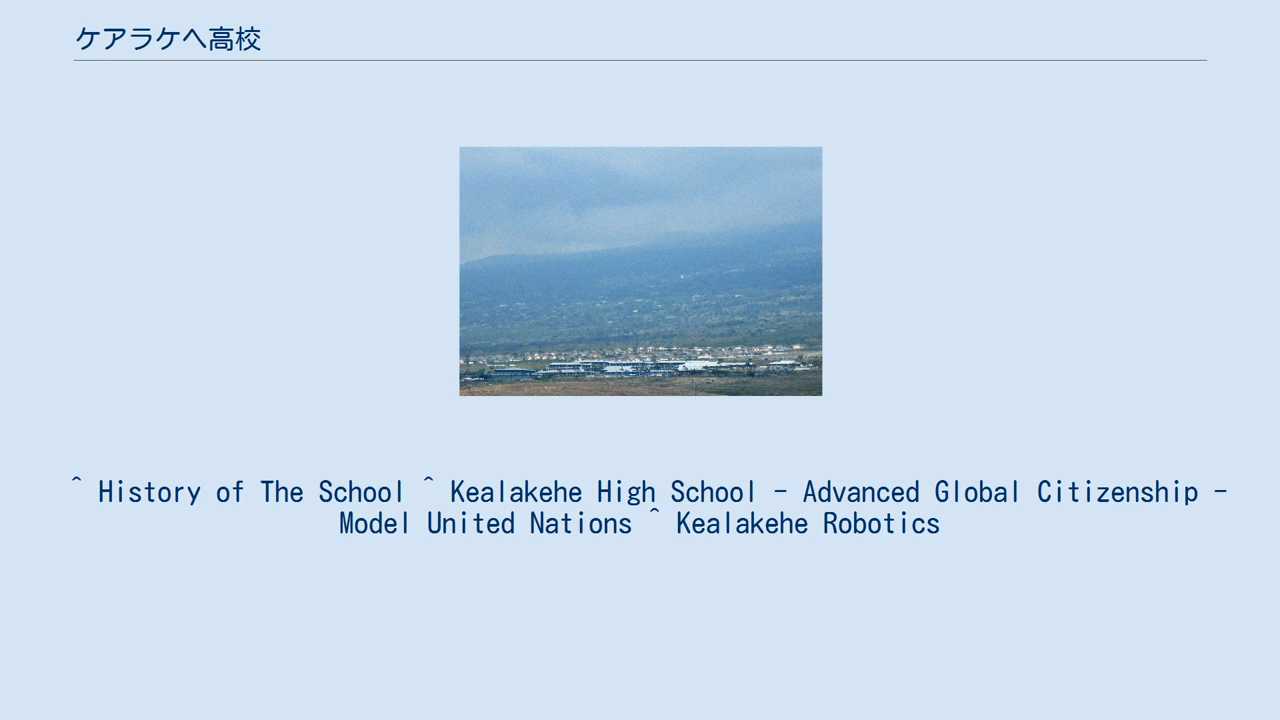 ケアラケヘ高校
^ History of The School ^ Kealakehe High School - Advanced Global Citizenship -
Model United Nations ^ Kealakehe Robotics